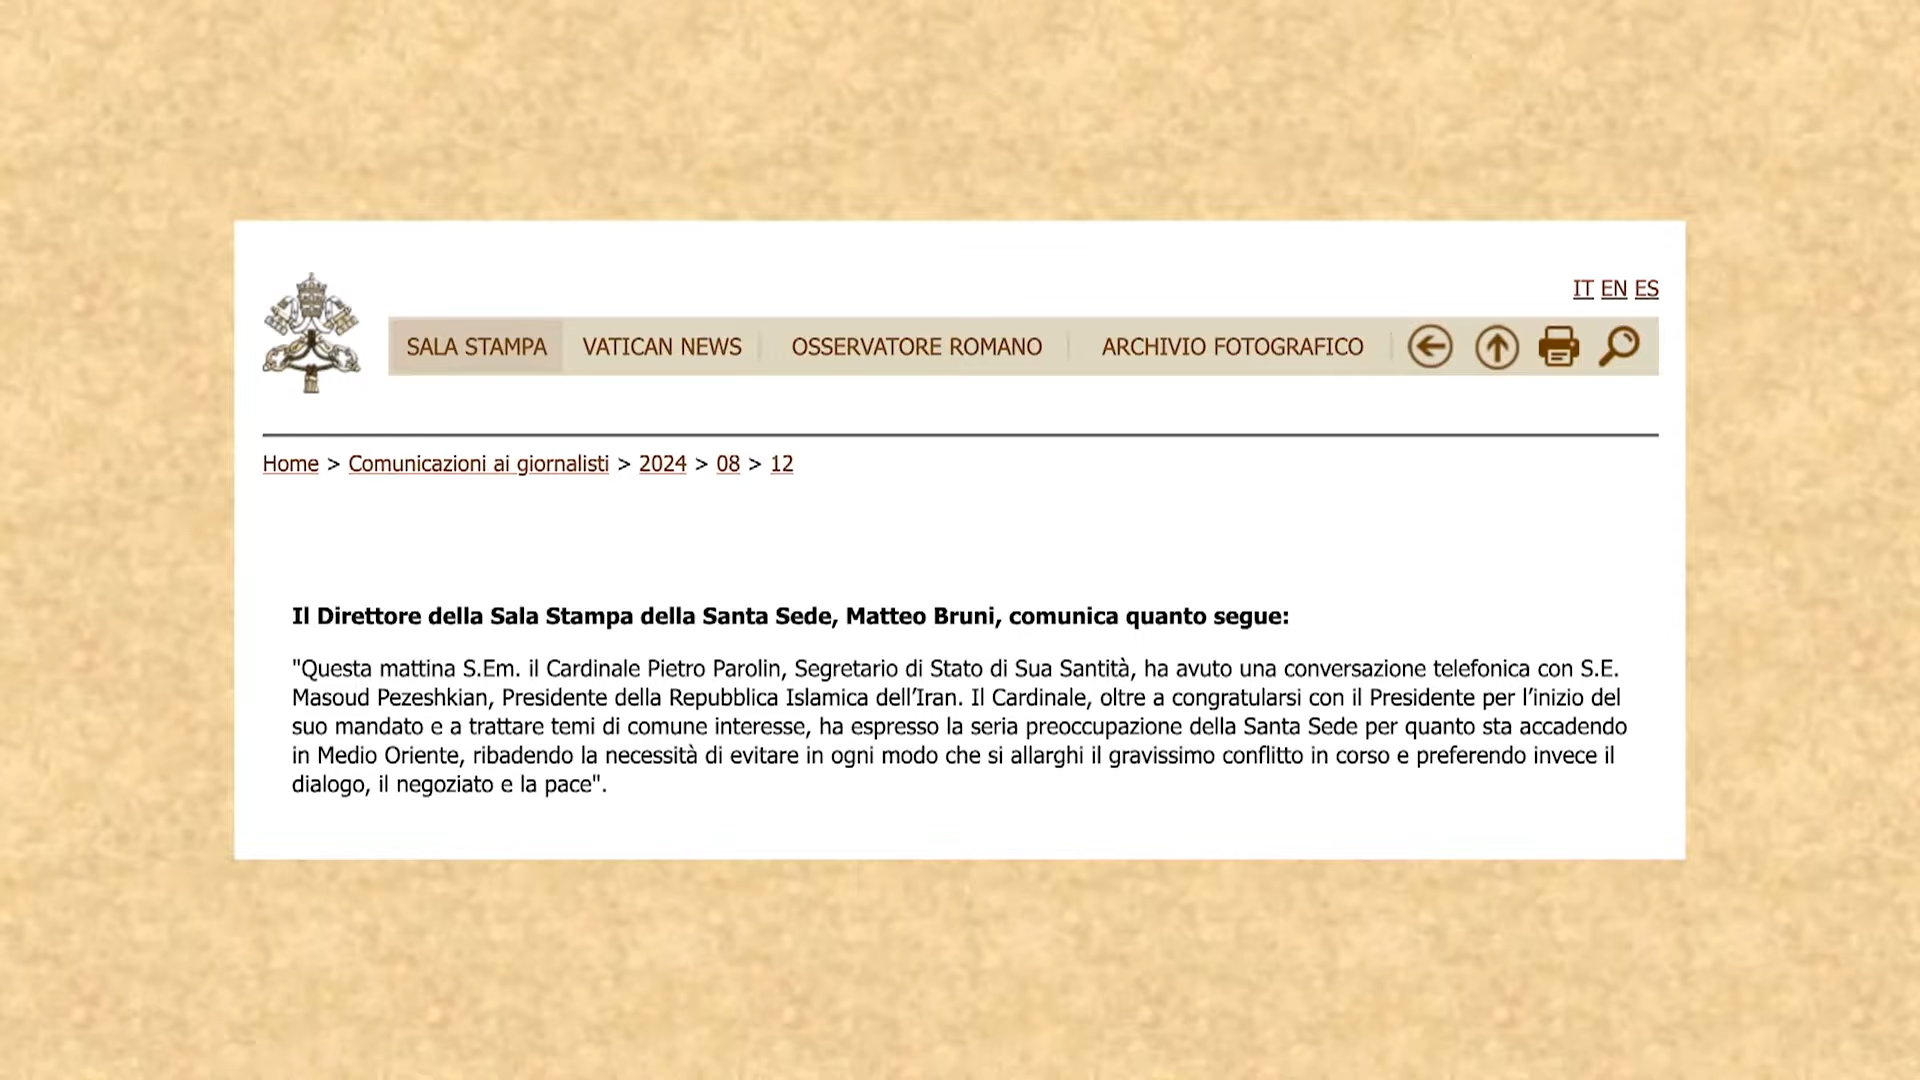 IT EN ES
SALA STAMPA VATICAN NEWS OSSERVATORE ROMANO ARCHIVIO FOTOGRAFICO
Home > Comunicazioni ai giornalisti > 2024 > 08 > 12
Il Direttore della Sala Stampa della Santa Sede, Matteo Bruni, comunica quanto segue:
"Questa mattina S.Em. il Cardinale Pietro Parolin, Segretario di Stato di Sua Santità, ha avuto una conversazione telefonica con S.E.
Masoud Pezeshkian, Presidente della Repubblica Islamica dell’Iran. Il Cardinale, oltre a congratularsi con il Presidente per l’inizio del
suo mandato e a trattare temi di comune interesse, ha espresso la seria preoccupazione della Santa Sede per quanto sta accadendo
in Medio Oriente, ribadendo la necessità di evitare in ogni modo che si allarghi il gravissimo conflitto in corso e preferendo invece il
dialogo, il negoziato e la pace".